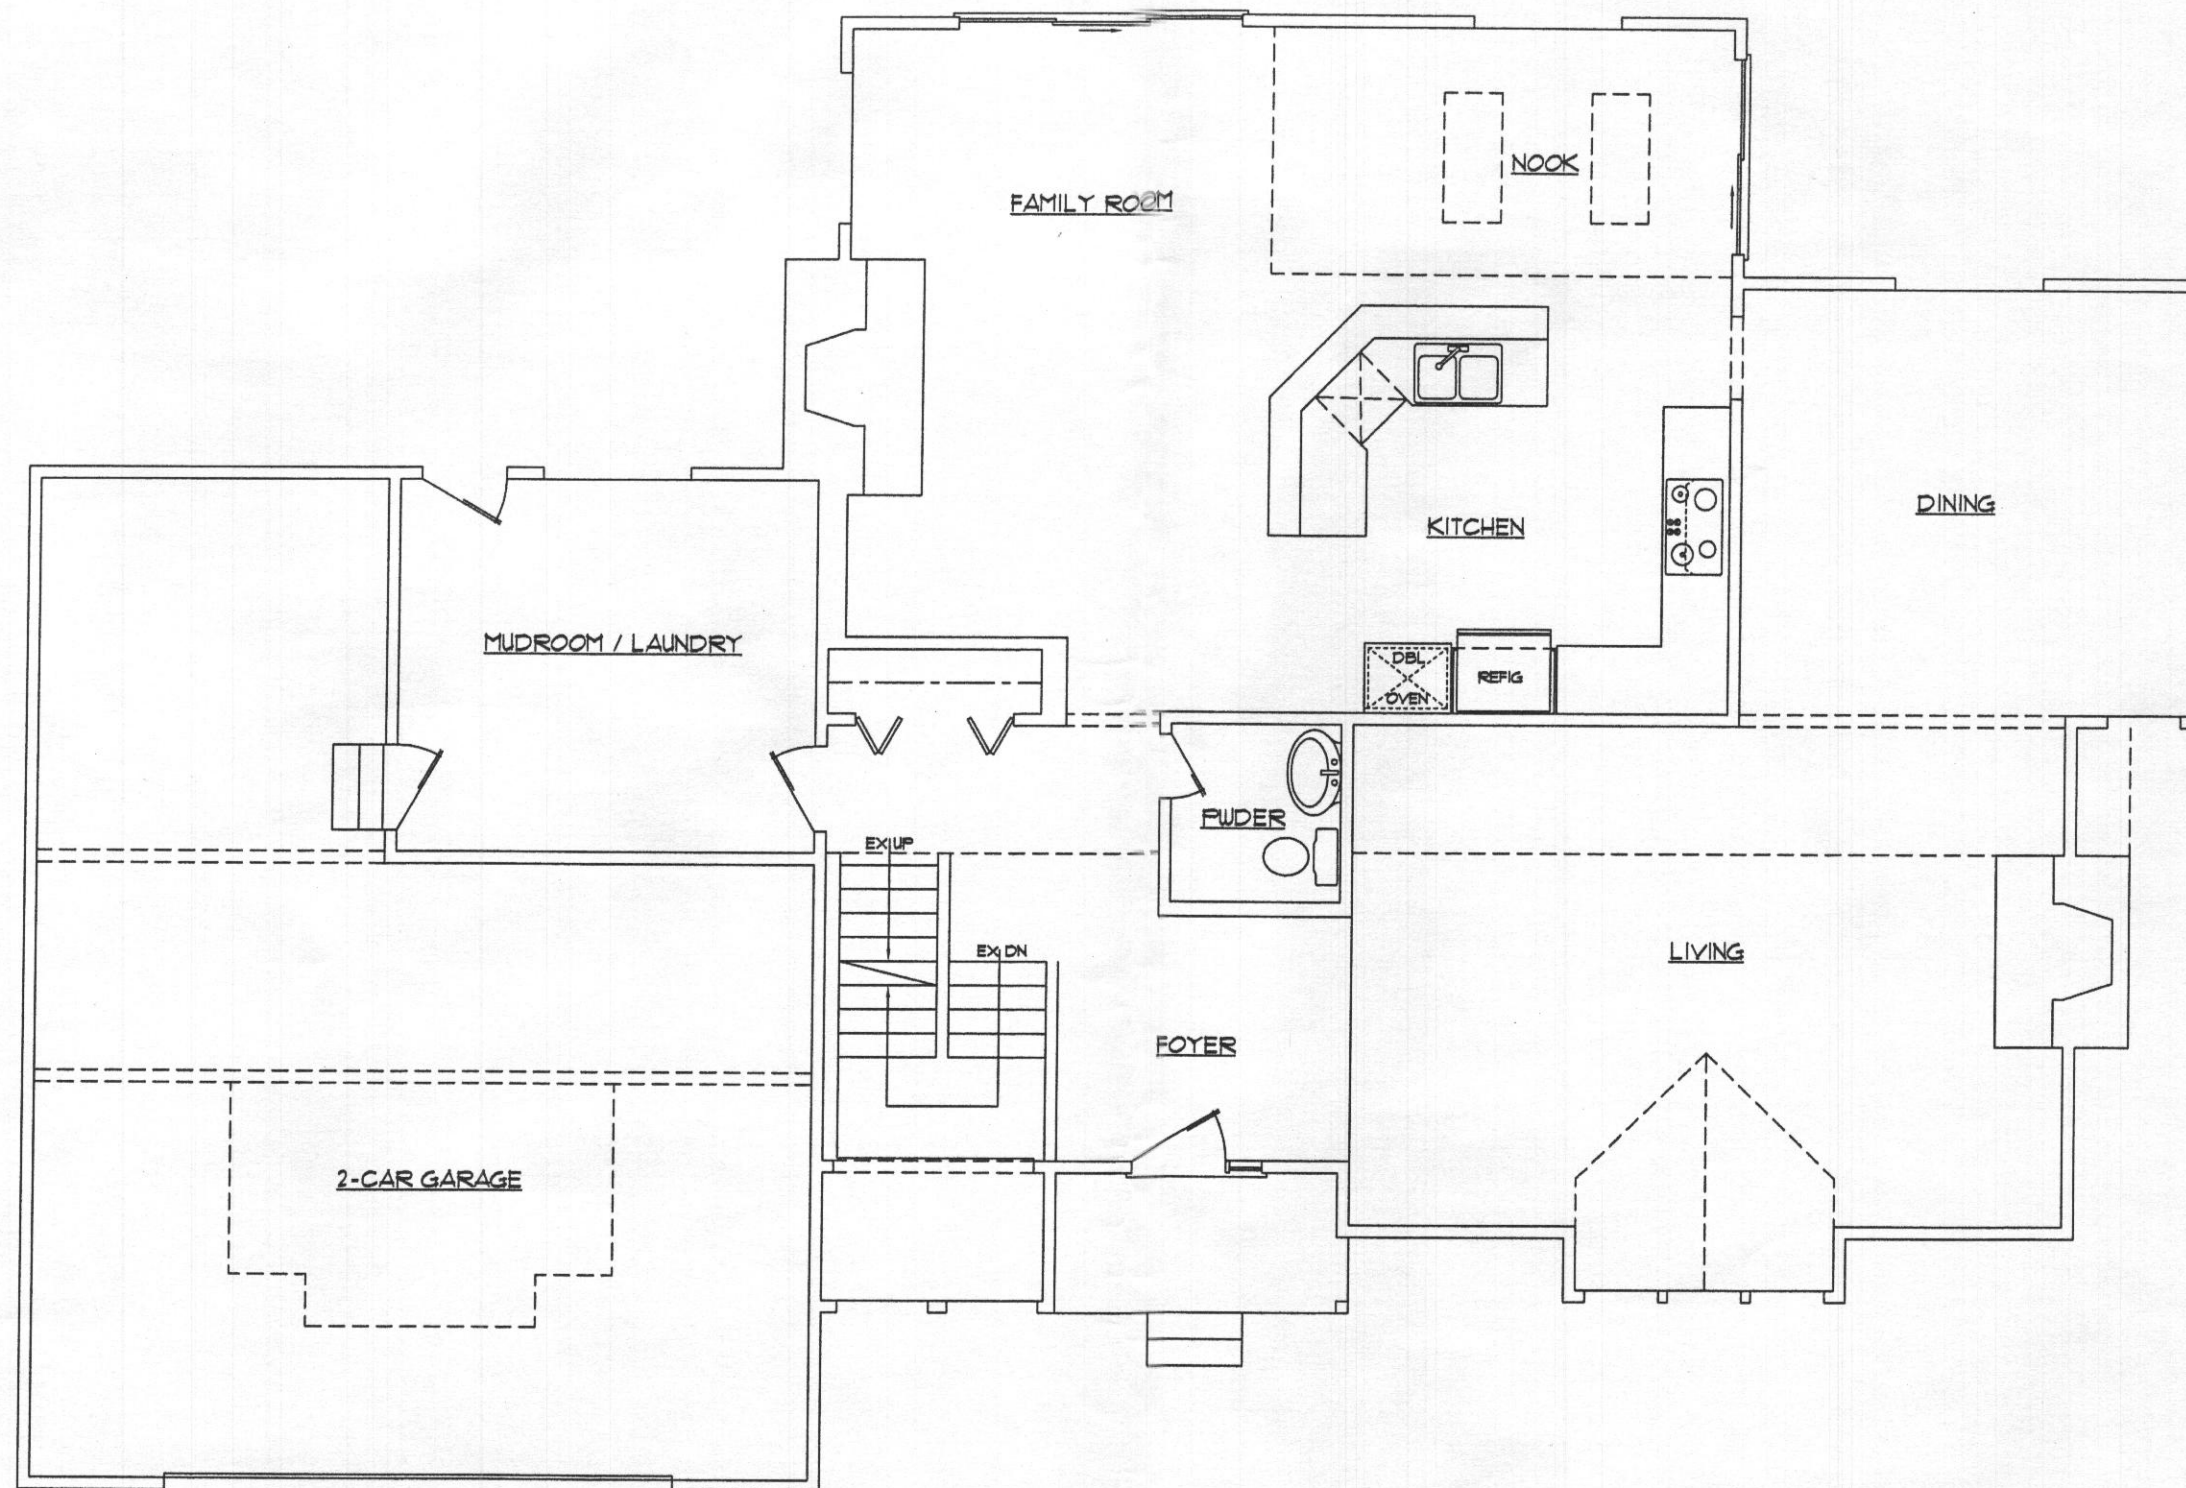 NOOK
FAMILY ROOM
DINING
KITCHEN
MUDROOM / LAUNDRY
DBL
OVEN
REFIG
PWDER
EX UP
EX DN
LIVING
FOYER
2-CAR GARAGE